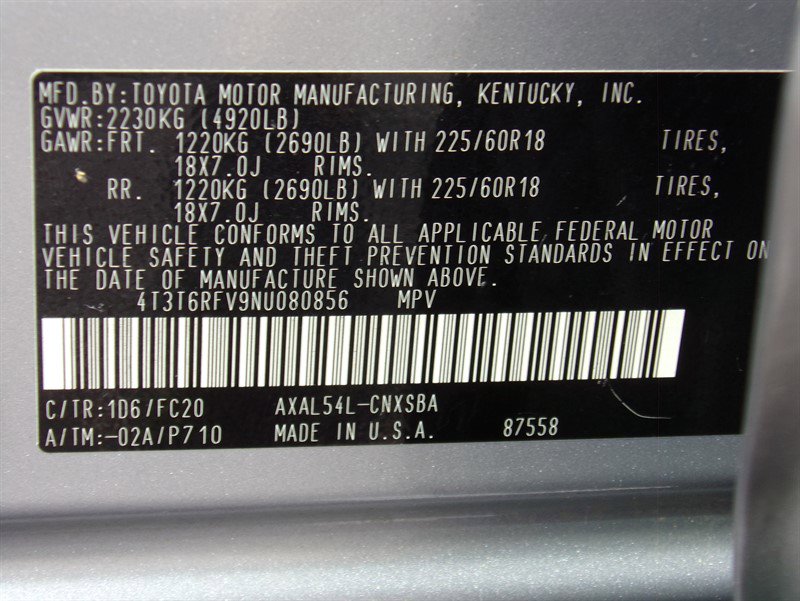 MFD.BY:TOYOTA MOTOR MANUFACTURING, KENTUCKY, INC.
GVWR:2230KG (4920LB)
GAWR:FRT. 1220KG (2690LB) WITH 225/60R18 TIRES,
18X7.0J RIMS.
RR. 1220KG (2690LB) WITH 225/60R18 TIRES,
18X7.0J RIMS.
THIS VEHICLE CONFORMS TO ALL APPLICABLE FEDERAL MOTOR
VEHICLE SAFETY AND THEFT PREVENTION STANDARDS IN EFFECT ON
THE DATE OF MANUFACTURE SHOWN ABOVE.
4T3T6RFV9NU080856 MPV
C/TR:1D6/FC20 AXAL54L-CNXSBA
A/TM:-02A/P710 MADE IN U.S.A. 87558